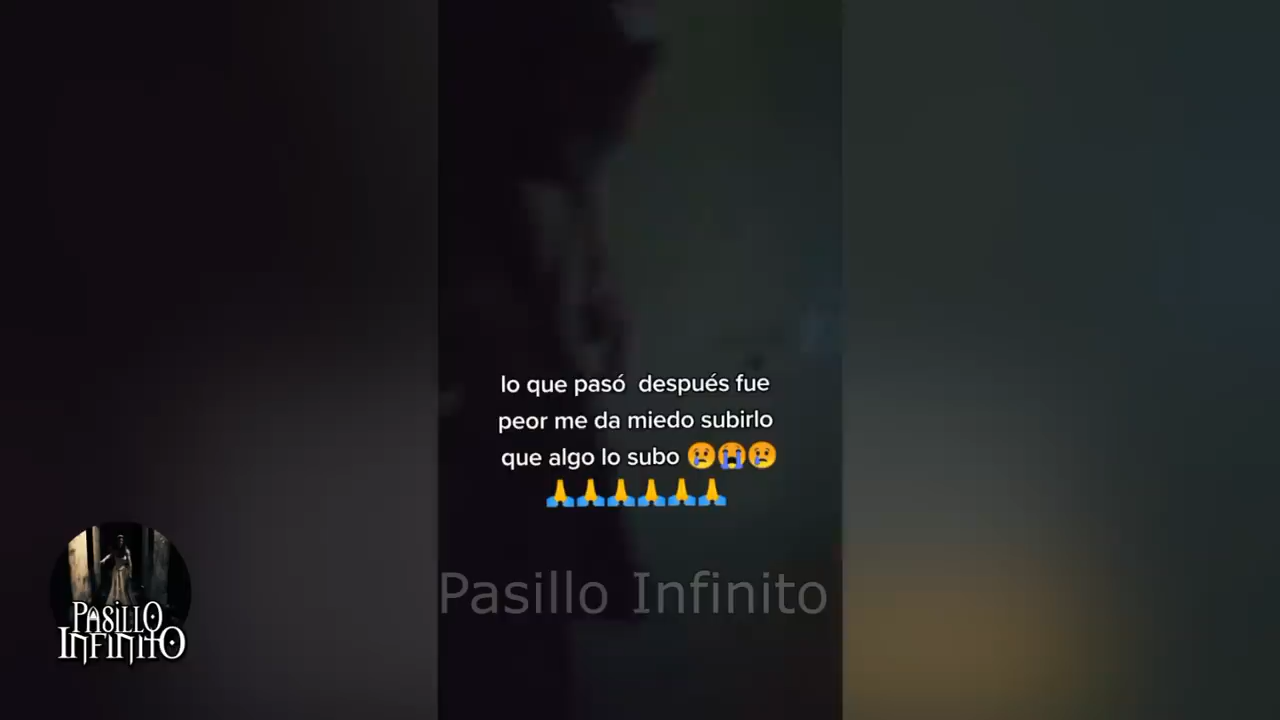 lo que pasó  después fue
peor me da miedo subirlo
que algo lo subo 😢😭😢
🙏🙏🙏🙏🙏🙏
Pasillo Infinito
PASILLO
INFINITO